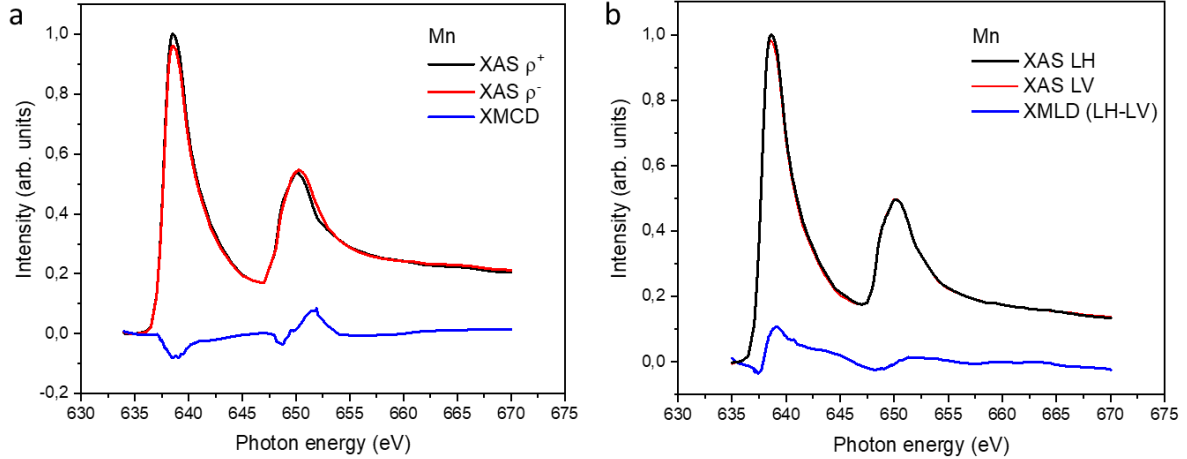 a
Mn
XAS ρ+
XAS ρ-
XMCD
1,0
0,8
0,6
0,4
0,2
0,0
-0,2
Intensity (arb. units)
630 635 640 645 650 655 660 665 670 675
Photon energy (eV)
b
Mn
XAS LH
XAS LV
XMLD (LH-LV)
1,0
0,8
0,6
0,4
0,2
0,0
Intensity (arb. units)
630 635 640 645 650 655 660 665 670 675
Photon energy (eV)